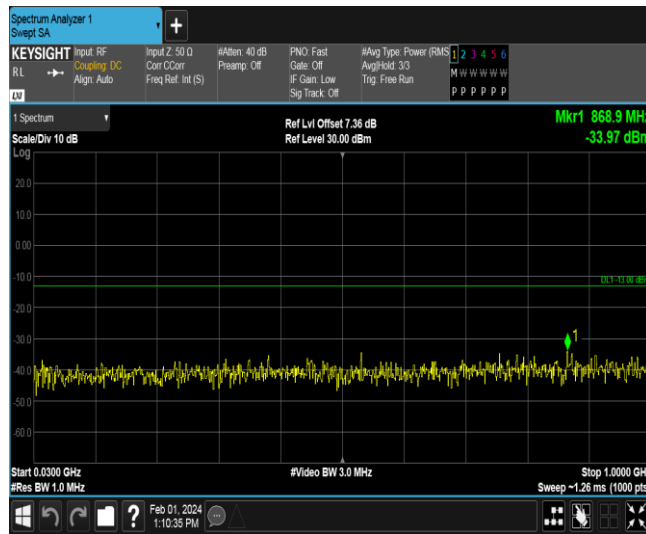 Spectrum Analyzer 1
Swept SA
KEYSIGHT
RL
LXI
Input: RF
Coupling: DC
Align: Auto
Input Z: 50 Ω
Corr CCorr
Freq Ref: Int (S)
#Atten: 40 dB
Preamp: Off
PNO: Fast
Gate: Off
IF Gain: Low
Sig Track: Off
#Avg Type: Power (RMS
Avg|Hold: 3/3
Trig: Free Run
1 2 3 4 5 6
M W W W W W
P P P P P P
1 Spectrum
Scale/Div 10 dB
Ref Lvl Offset 7.36 dB
Ref Level 30.00 dBm
Mkr1 868.9 MHz
-33.97 dBm
Log
20.0
10.0
0.00
-10.0
DL1 -13.00 dBm
-20.0
-30.0
1
-40.0
-50.0
-60.0
Start 0.0300 GHz
#Video BW 3.0 MHz
Stop 1.0000 GHz
#Res BW 1.0 MHz
Sweep ~1.26 ms (1000 pts
?
Feb 01, 2024
1:10:35 PM